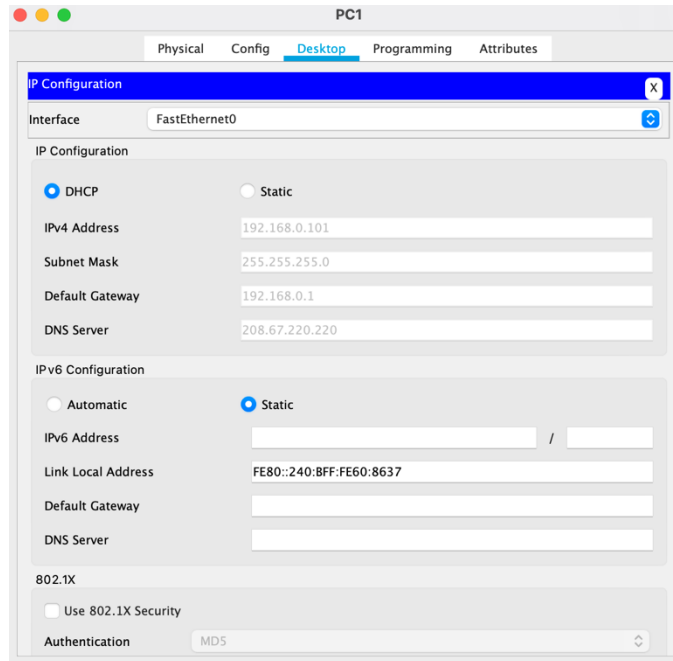 PC1
Physical Config Desktop Programming Attributes
IP Configuration X
Interface FastEthernet0
IP Configuration
DHCP Static
IPv4 Address 192.168.0.101
Subnet Mask 255.255.255.0
Default Gateway 192.168.0.1
DNS Server 208.67.220.220
IPv6 Configuration
Automatic Static
IPv6 Address /
Link Local Address FE80::240:BFF:FE60:8637
Default Gateway
DNS Server
802.1X
Use 802.1X Security
Authentication MD5